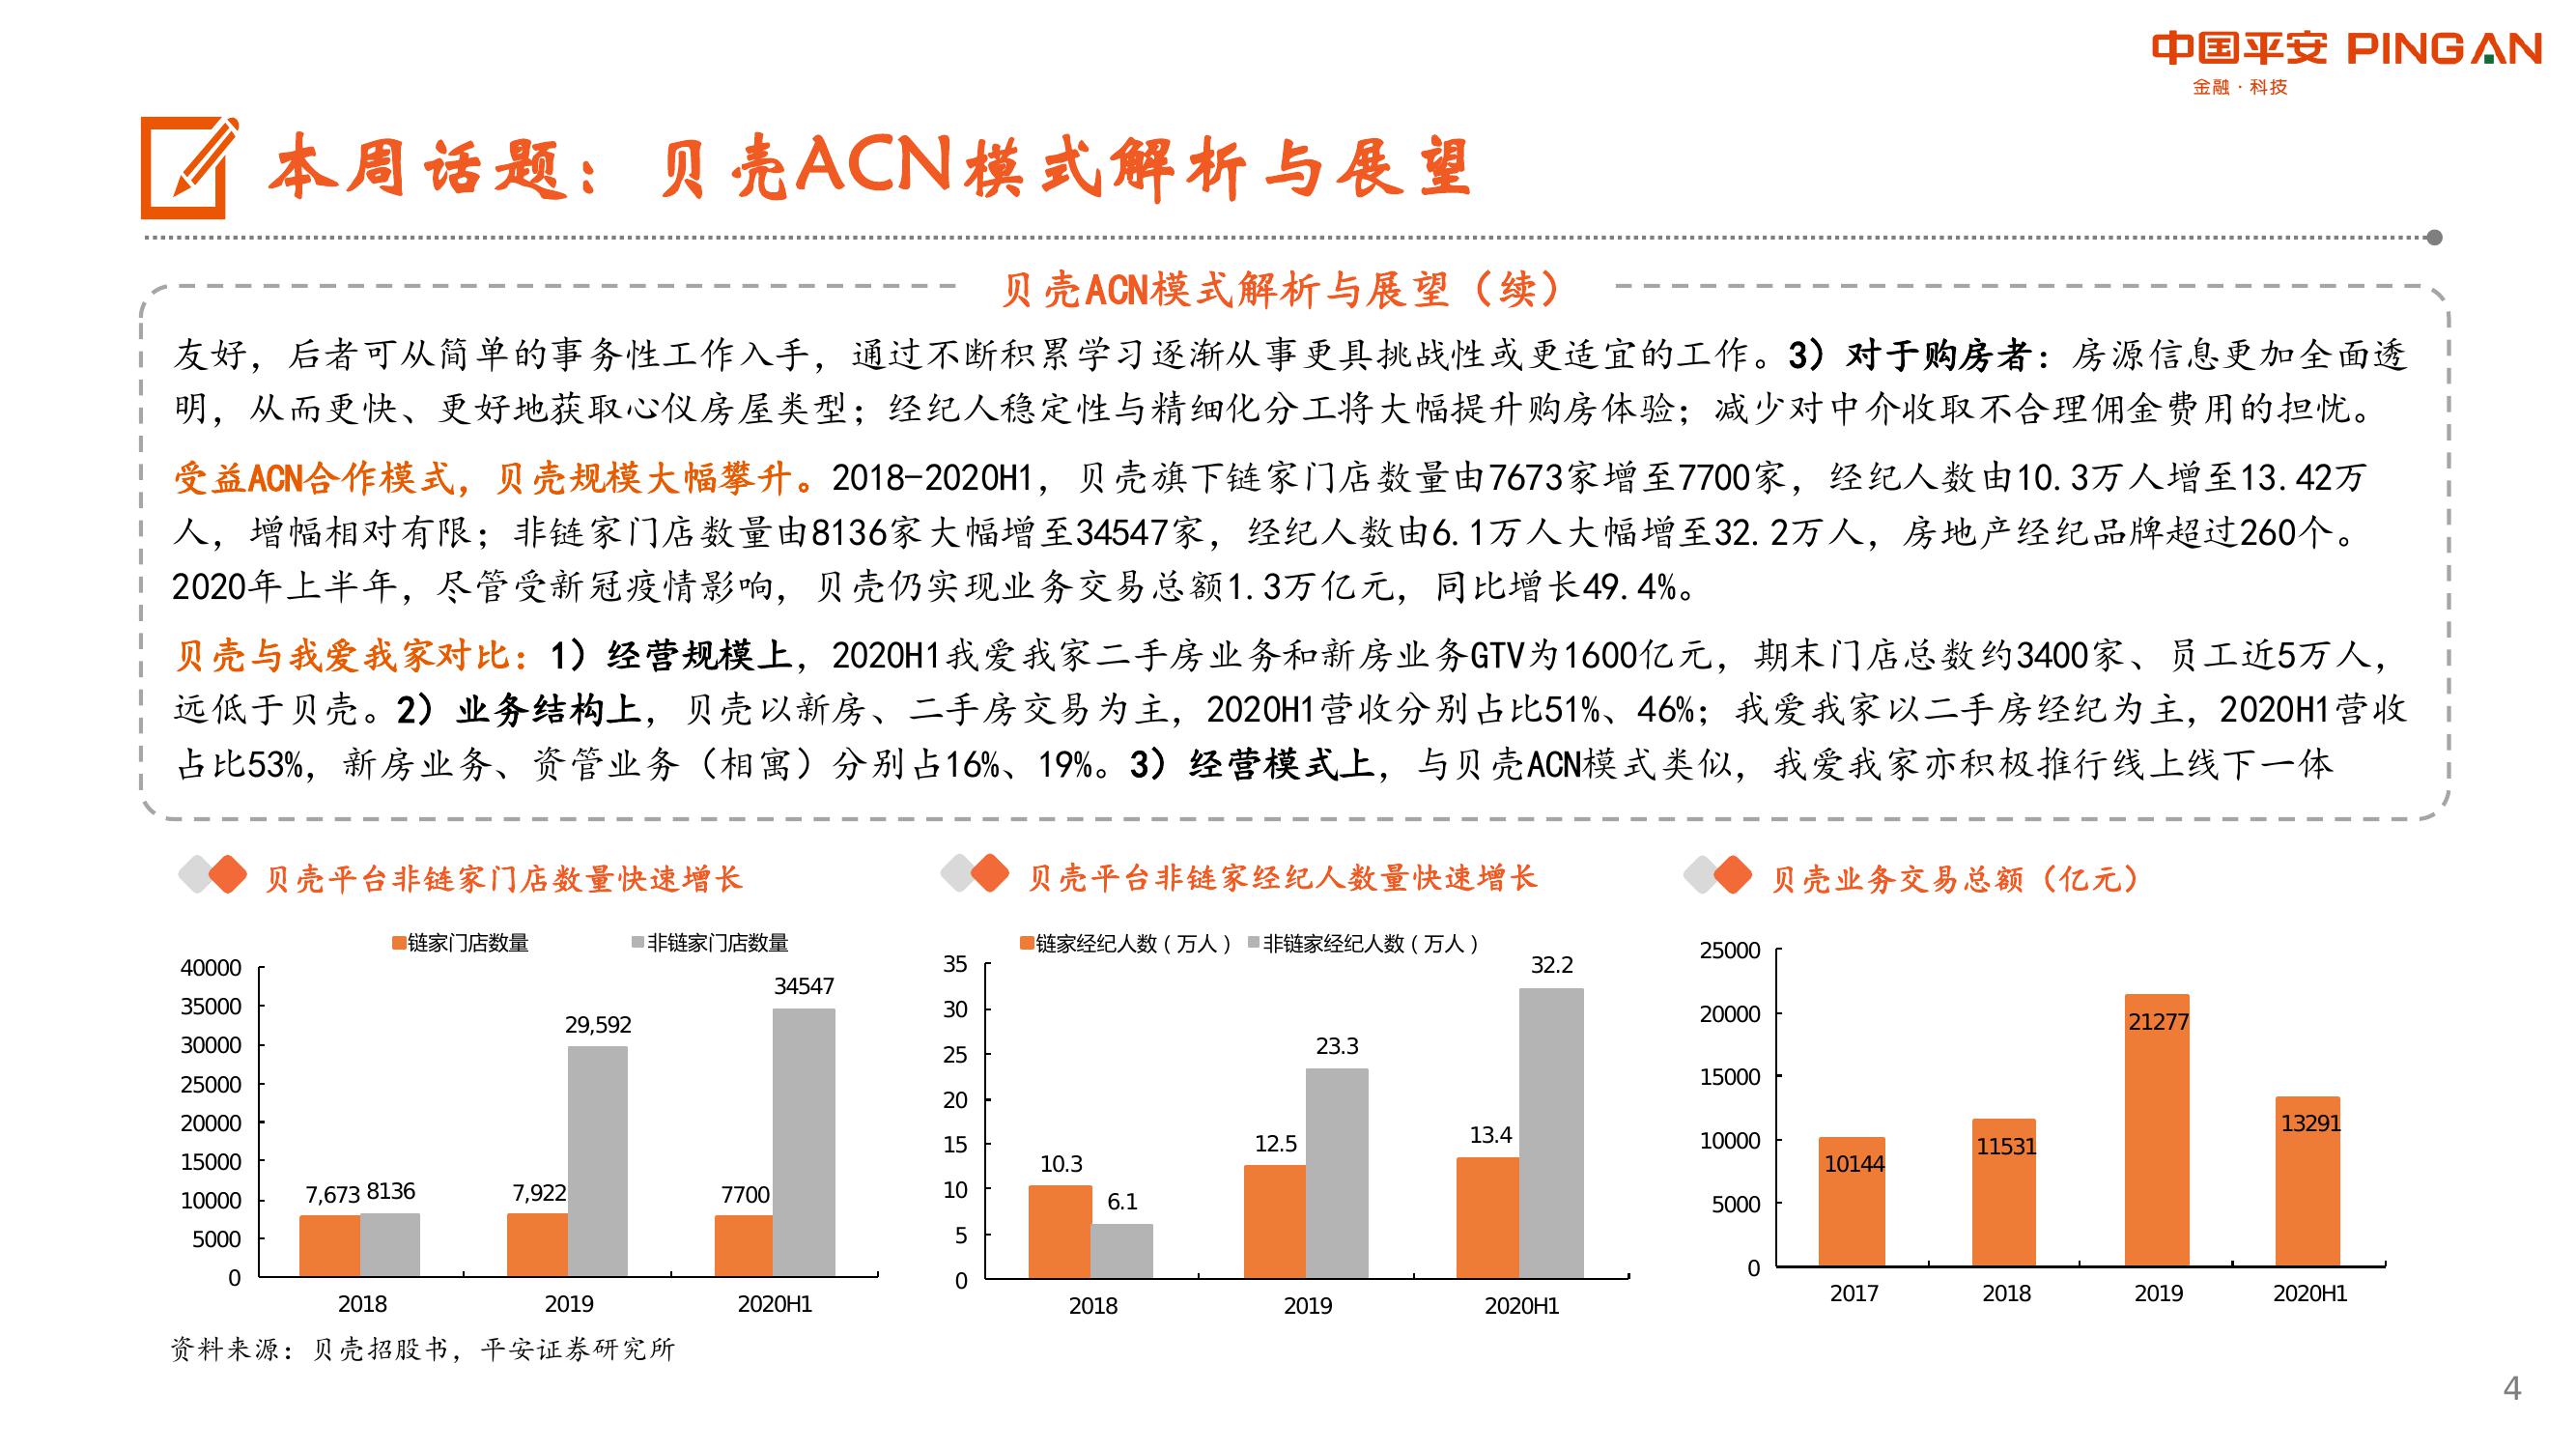 中国平安 PINGAN
金融·科技
本周话题：贝壳ACN模式解析与展望
贝壳ACN模式解析与展望（续）
友好，后者可从简单的事务性工作入手，通过不断积累学习逐渐从事更具挑战性或更适宜的工作。3）对于购房者：房源信息更加全面透
明，从而更快、更好地获取心仪房屋类型；经纪人稳定性与精细化分工将大幅提升购房体验；减少对中介收取不合理佣金费用的担忧。
受益ACN合作模式，贝壳规模大幅攀升。2018-2020H1，贝壳旗下链家门店数量由7673家增至7700家，经纪人数由10.3万人增至13.42万
人，增幅相对有限；非链家门店数量由8136家大幅增至34547家，经纪人数由6.1万人大幅增至32.2万人，房地产经纪品牌超过260个。
2020年上半年，尽管受新冠疫情影响，贝壳仍实现业务交易总额1.3万亿元，同比增长49.4%。
贝壳与我爱我家对比：1）经营规模上，2020H1我爱我家二手房业务和新房业务GTV为1600亿元，期末门店总数约3400家、员工近5万人，
远低于贝壳。2）业务结构上，贝壳以新房、二手房交易为主，2020H1营收分别占比51%、46%；我爱我家以二手房经纪为主，2020H1营收
占比53%，新房业务、资管业务（相寓）分别占16%、19%。3）经营模式上，与贝壳ACN模式类似，我爱我家亦积极推行线上线下一体
贝壳平台非链家门店数量快速增长
链家门店数量 非链家门店数量
40000
35000
30000
25000
20000
15000
10000
5000
0
7,673 8136
7,922 29,592
7700 34547
2018 2019 2020H1
贝壳平台非链家经纪人数量快速增长
链家经纪人数（万人） 非链家经纪人数（万人）
35
30
25
20
15
10
5
0
10.3 6.1
12.5 23.3
13.4 32.2
2018 2019 2020H1
贝壳业务交易总额（亿元）
25000
20000
15000
10000
5000
0
10144 11531 21277 13291
2017 2018 2019 2020H1
资料来源：贝壳招股书，平安证券研究所
4